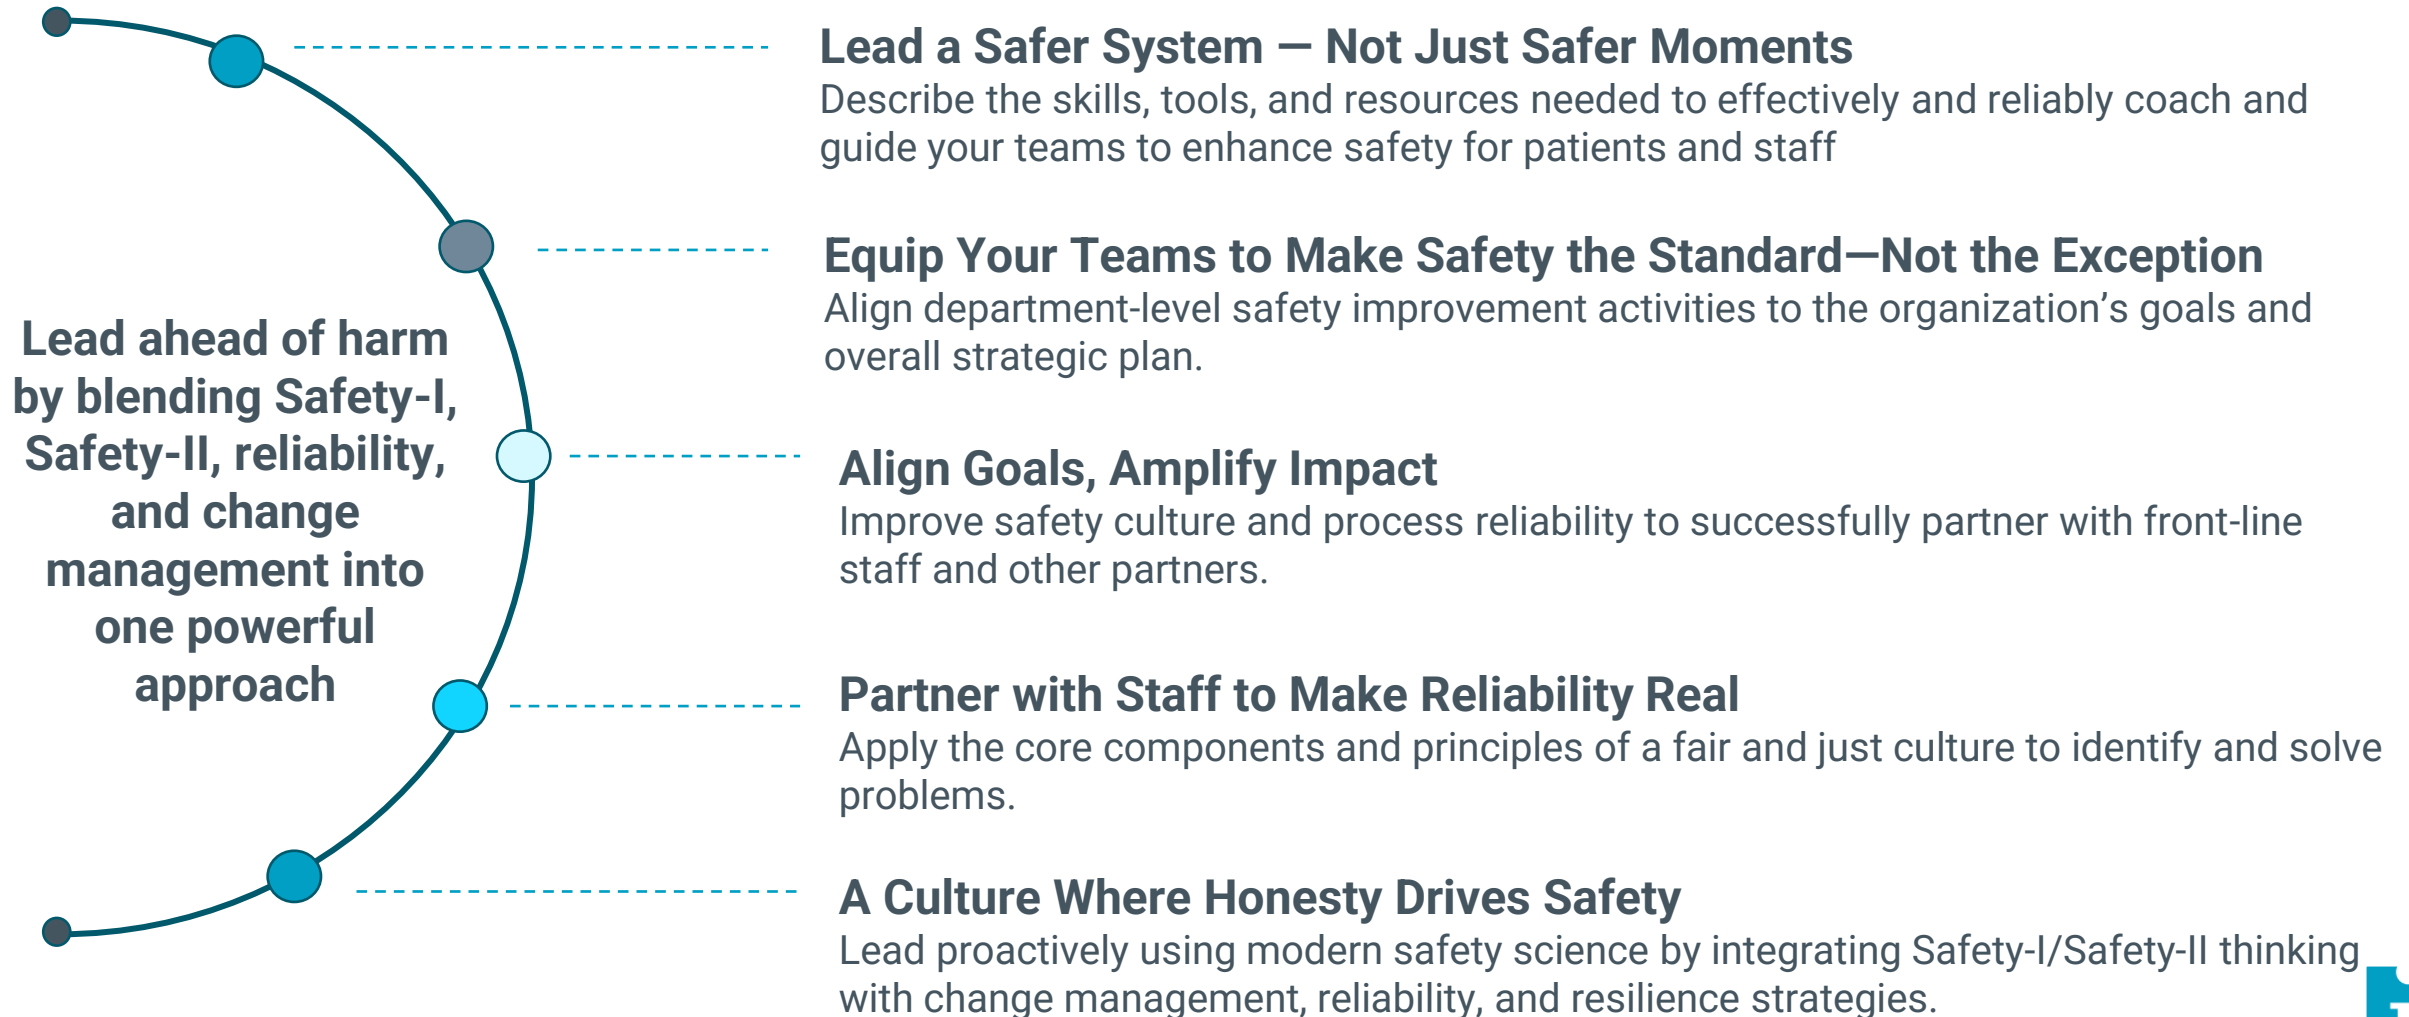 Lead ahead of harm
by blending Safety-I,
Safety-II, reliability,
and change
management into
one powerful
approach
Lead a Safer System — Not Just Safer Moments
Describe the skills, tools, and resources needed to effectively and reliably coach and
guide your teams to enhance safety for patients and staff
Equip Your Teams to Make Safety the Standard—Not the Exception
Align department-level safety improvement activities to the organization’s goals and
overall strategic plan.
Align Goals, Amplify Impact
Improve safety culture and process reliability to successfully partner with front-line
staff and other partners.
Partner with Staff to Make Reliability Real
Apply the core components and principles of a fair and just culture to identify and solve
problems.
A Culture Where Honesty Drives Safety
Lead proactively using modern safety science by integrating Safety-I/Safety-II thinking
with change management, reliability, and resilience strategies.